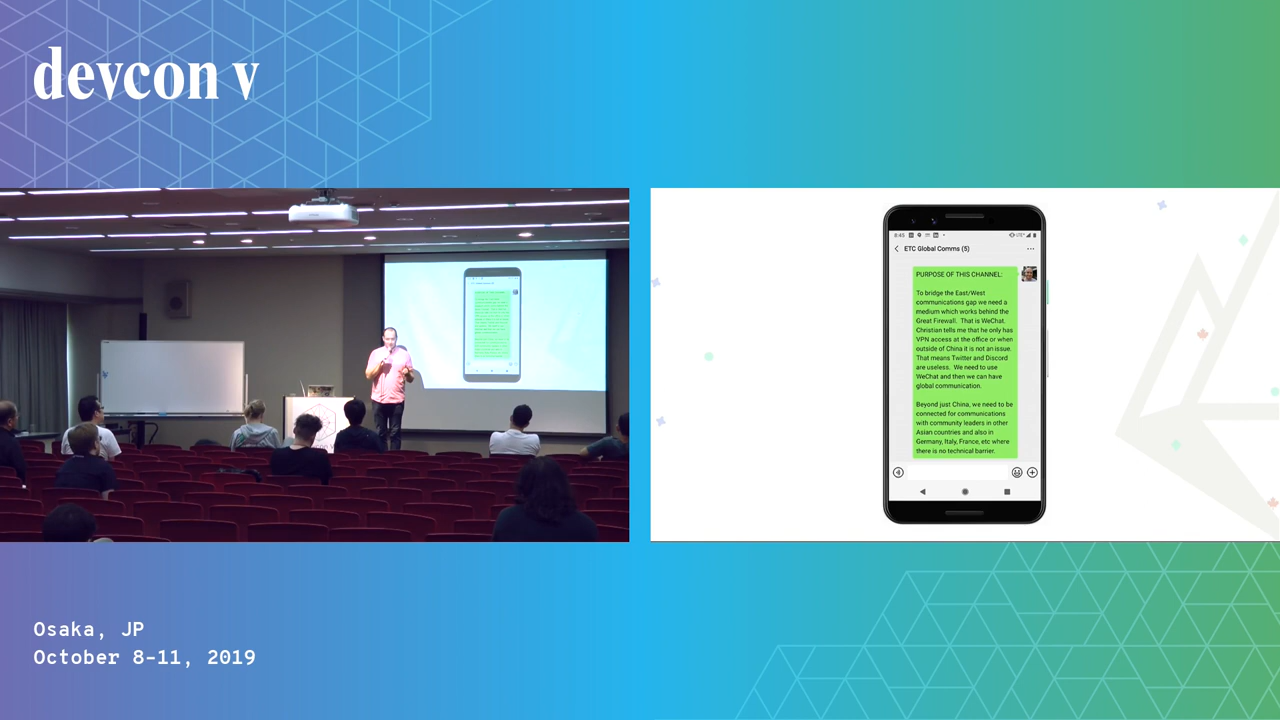 devcon v
8:45
LTE
ETC Global Comms (5)
PURPOSE OF THIS CHANNEL:
To bridge the East/West
communications gap we need a
medium which works behind the
Great Firewall. That is WeChat,
Christian tells me that he only has
VPN access at the office or when
outside of China it is not an issue.
That means Twitter and Discord
are useless. We need to use
WeChat and then we can have
global communication.
Beyond just China, we need to be
connected for communications
with community leaders in other
Asian countries and also in
Germany, Italy, France, etc where
there is no technical barrier.
Osaka, JP
October 8-11, 2019